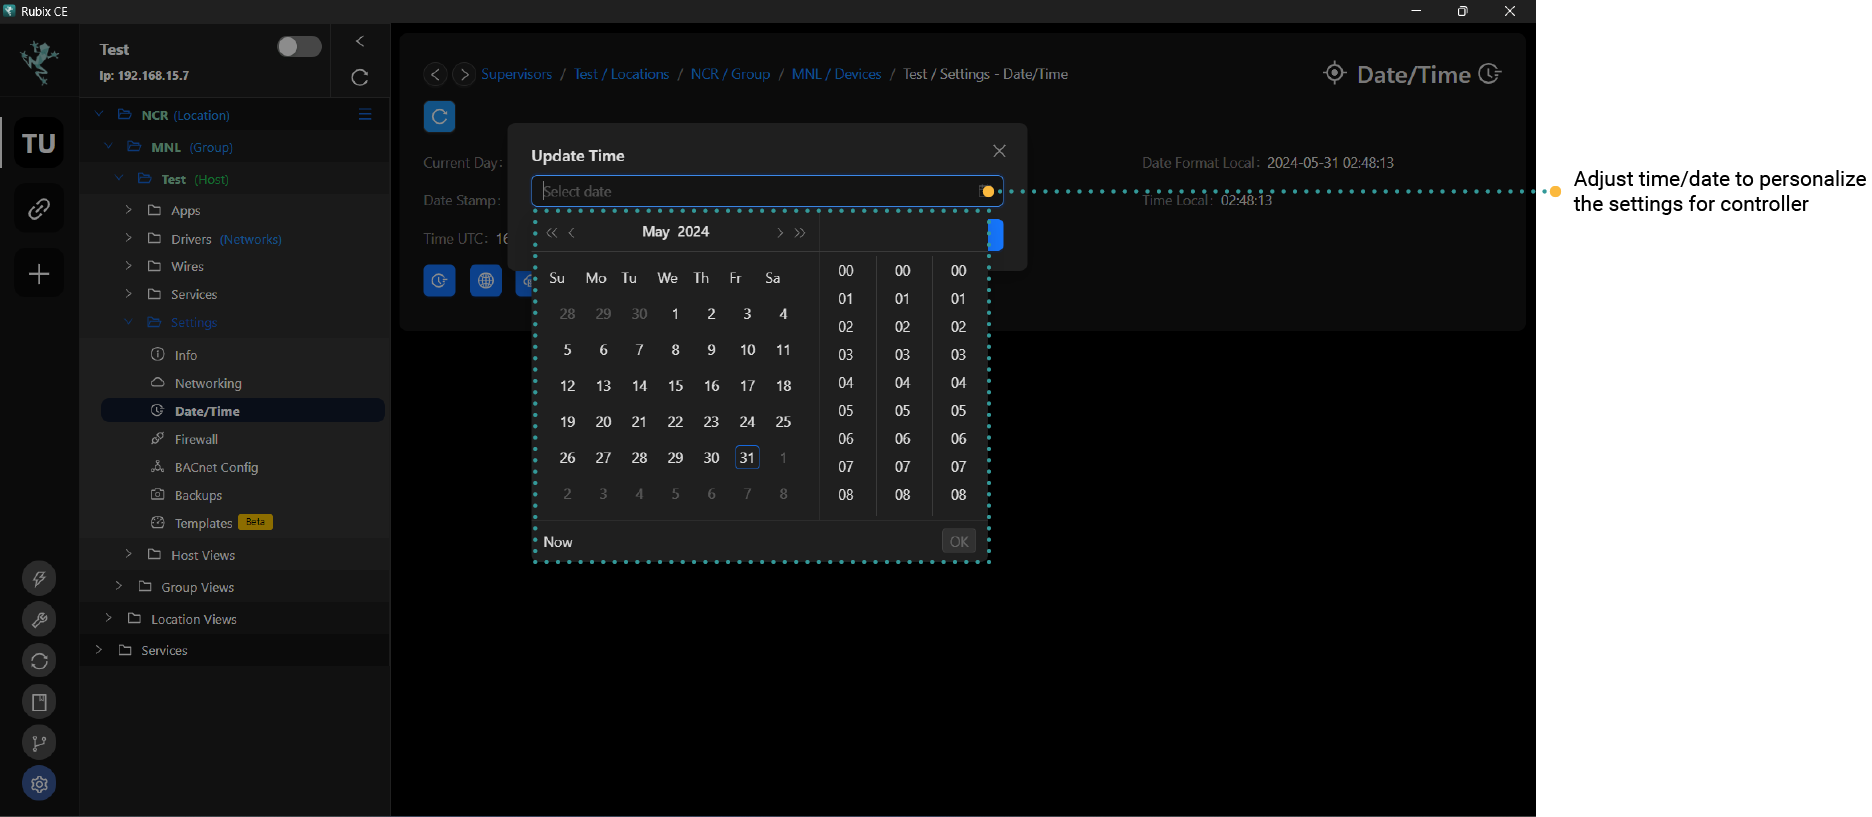 Rubix CE
Test
Ip: 192.168.15.7
TU
NCR (Location)
MNL (Group)
Test (Host)
Apps
Drivers (Networks)
Wires
Services
Settings
Info
Networking
Date/Time
Firewall
BACnet Config
Backups
Templates Beta
Host Views
Group Views
Location Views
Services
Supervisors / Test / Locations / NCR / Group / MNL / Devices / Test / Settings - Date/Time
Date/Time
Current Day:
Date Format Local: 2024-05-31 02:48:13
Date Stamp:
Time Local: 02:48:13
Time UTC: 16
Update Time
Select date
May 2024
Su Mo Tu We Th Fr Sa
28 29 30 1 2 3 4
5 6 7 8 9 10 11
12 13 14 15 16 17 18
19 20 21 22 23 24 25
26 27 28 29 30 31 1
2 3 4 5 6 7 8
00 00 00
01 01 01
02 02 02
03 03 03
04 04 04
05 05 05
06 06 06
07 07 07
08 08 08
Now
OK
Adjust time/date to personalize
the settings for controller